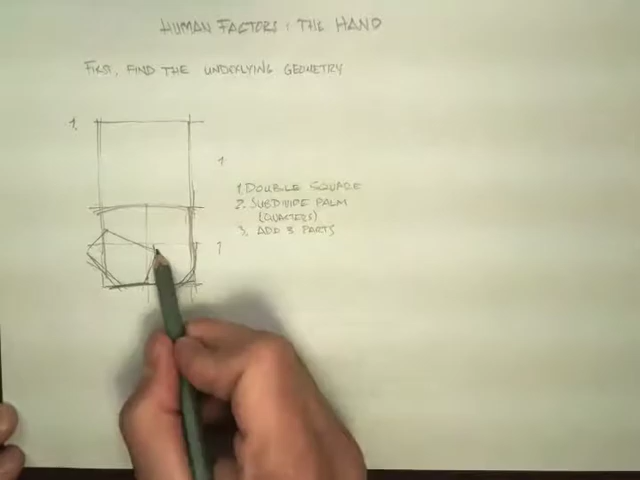 HUMAN FACTORS: THE HAND
FIRST, FIND THE UNDERLYING GEOMETRY
1.
1
1. DOUBLE SQUARE
2. SUBDIVIDE PALM
(QUARTERS)
3. ADD 3 PARTS
1